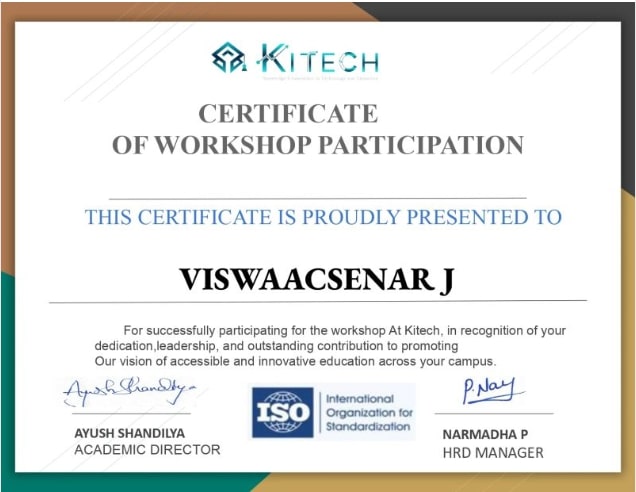 KITECH
CERTIFICATE
OF WORKSHOP PARTICIPATION
THIS CERTIFICATE IS PROUDLY PRESENTED TO
VISWAACSENAR J
For successfully participating for the workshop At Kitech, in recognition of your
dedication,leadership, and outstanding contribution to promoting
Our vision of accessible and innovative education across your campus.
Ayush Shandilya
P. Nay
ISO
International
Organization for
Standardization
AYUSH SHANDILYA
ACADEMIC DIRECTOR
NARMADHA P
HRD MANAGER